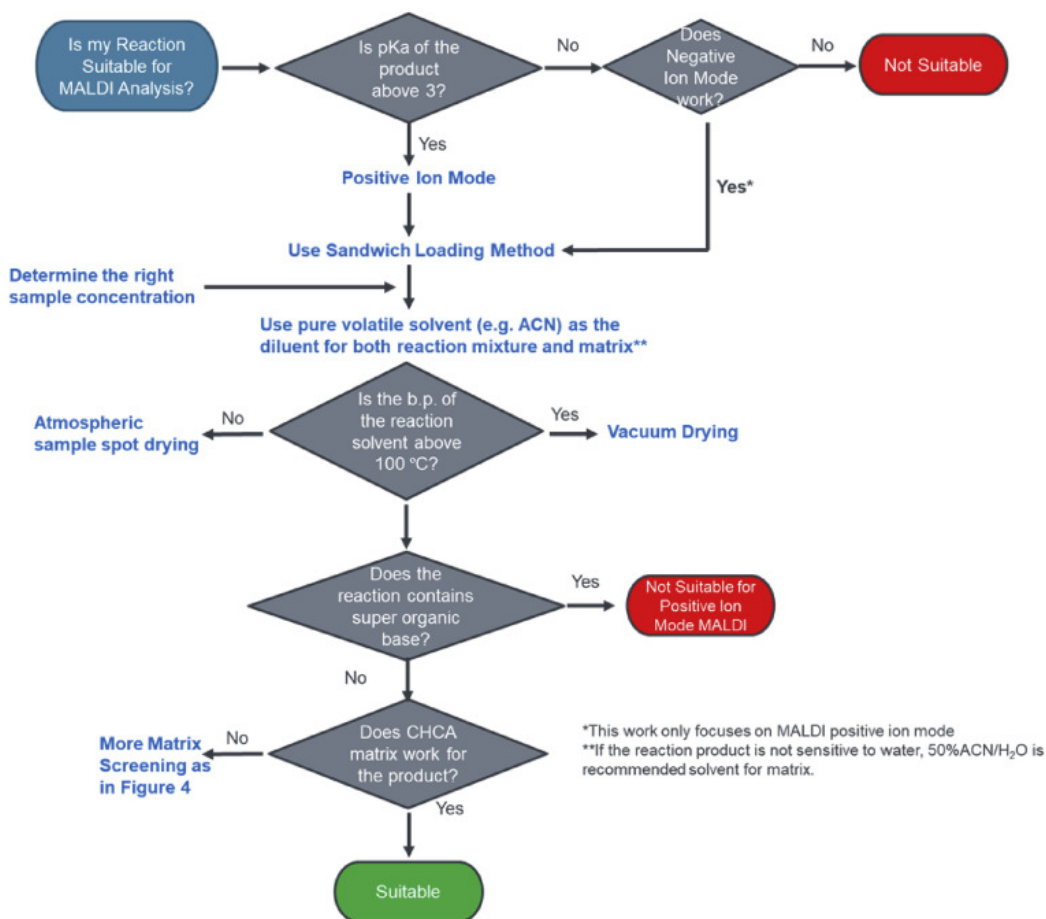 Is my Reaction
Suitable for
MALDI Analysis?
Is pKa of the
product
above 3?
No
Does
Negative
Ion Mode
work?
No
Not Suitable
Yes
Positive Ion Mode
Yes*
Use Sandwich Loading Method
Determine the right
sample concentration
Use pure volatile solvent (e.g. ACN) as the
diluent for both reaction mixture and matrix**
Is the b.p. of
the reaction
solvent above
100 °C?
No
Atmospheric
sample spot drying
Yes
Vacuum Drying
Does the
reaction contains
super organic
base?
Yes
Not Suitable for
Positive Ion
Mode MALDI
No
Does CHCA
matrix work for
the product?
No
More Matrix
Screening as
in Figure 4
Yes
Suitable
*This work only focuses on MALDI positive ion mode
**If the reaction product is not sensitive to water, 50%ACN/H₂O is
recommended solvent for matrix.